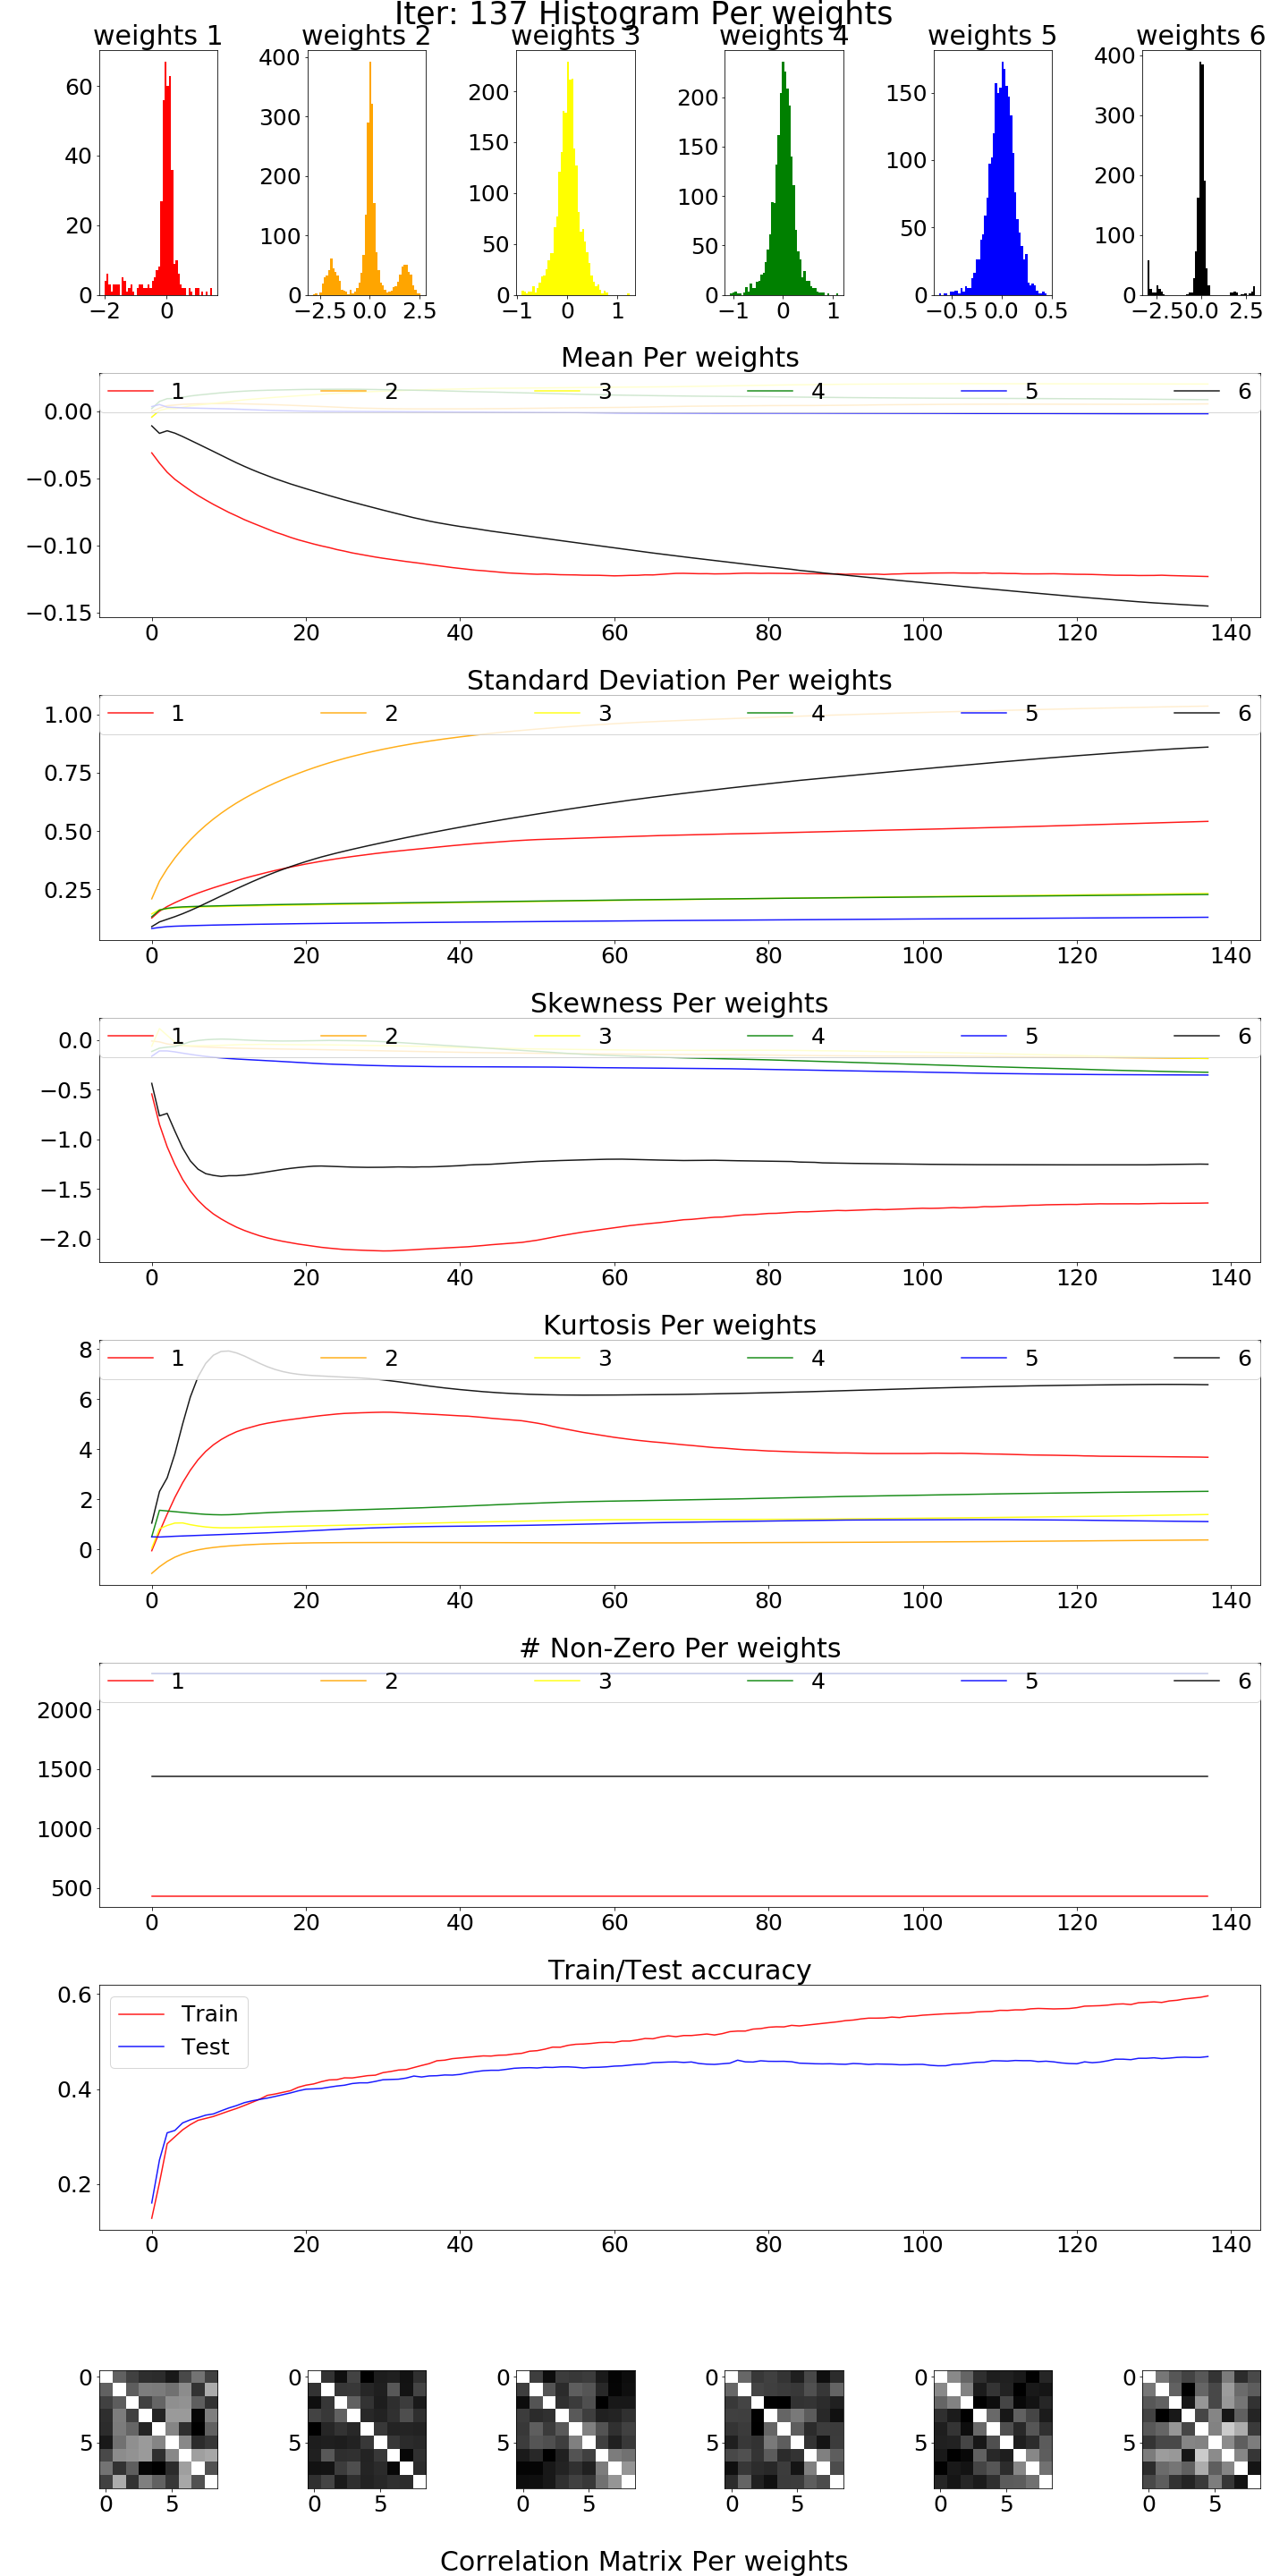 Iter: 137 Histogram Per weights
weights 1 weights 2 weights 3 weights 4 weights 5 weights 6
60 40 20 0
−2 0
400 300 200 100 0
−2.5 0.0 2.5
200 150 100 50 0
−1 0 1
200 150 100 50 0
−1 0 1
150 100 50 0
−0.5 0.0 0.5
400 300 200 100 0
−2.5 0.0 2.5
Mean Per weights
1 2 3 4 5 6
0.00
−0.05
−0.10
−0.15
0 20 40 60 80 100 120 140
Standard Deviation Per weights
1 2 3 4 5 6
1.00
0.75
0.50
0.25
0 20 40 60 80 100 120 140
Skewness Per weights
1 2 3 4 5 6
0.0
−0.5
−1.0
−1.5
−2.0
0 20 40 60 80 100 120 140
Kurtosis Per weights
1 2 3 4 5 6
8
6
4
2
0
0 20 40 60 80 100 120 140
# Non-Zero Per weights
1 2 3 4 5 6
2000
1500
1000
500
0 20 40 60 80 100 120 140
Train/Test accuracy
Train
Test
0.6
0.4
0.2
0 20 40 60 80 100 120 140
0 0 0 0 0 0
5 5 5 5 5 5
0 5 0 5 0 5 0 5 0 5 0 5
Correlation Matrix Per weights